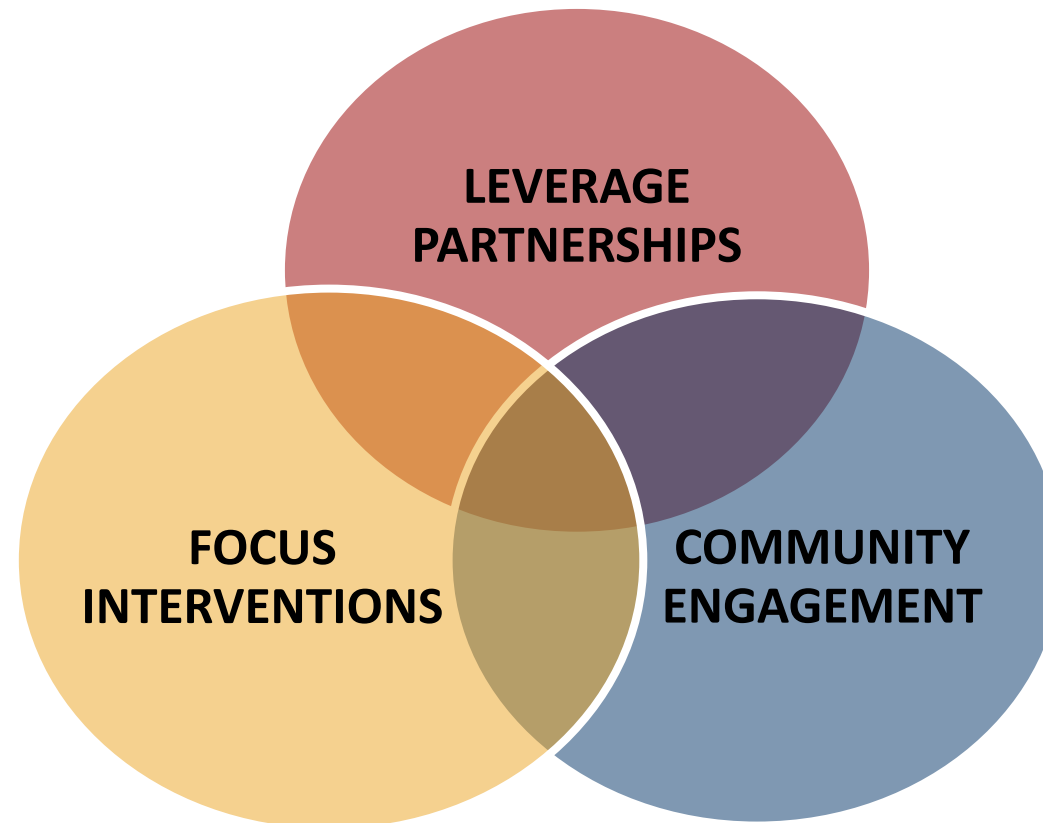 LEVERAGE
PARTNERSHIPS
FOCUS
INTERVENTIONS
COMMUNITY
ENGAGEMENT